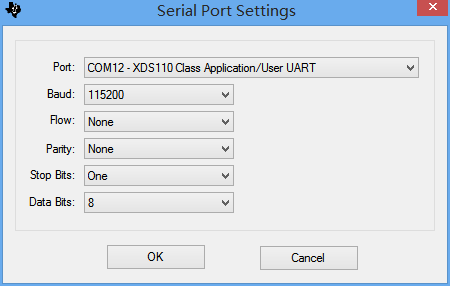 Serial Port Settings
Port: COM12 - XDS110 Class Application/User UART
Baud: 115200
Flow: None
Parity: None
Stop Bits: One
Data Bits: 8
OK Cancel